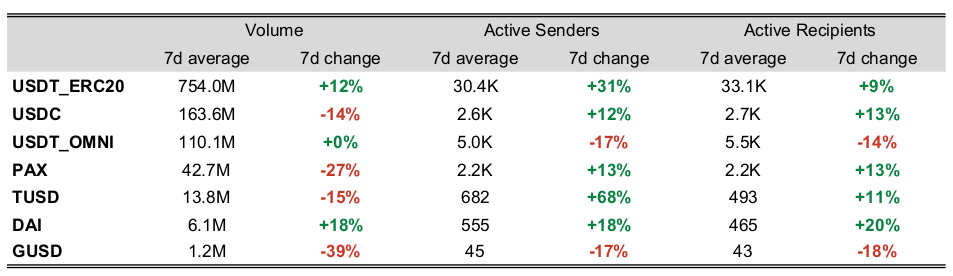 Volume Active Senders Active Recipients
7d average 7d change 7d average 7d change 7d average 7d change
USDT_ERC20 754.0M +12% 30.4K +31% 33.1K +9%
USDC 163.6M -14% 2.6K +12% 2.7K +13%
USDT_OMNI 110.1M +0% 5.0K -17% 5.5K -14%
PAX 42.7M -27% 2.2K +13% 2.2K +13%
TUSD 13.8M -15% 682 +68% 493 +11%
DAI 6.1M +18% 555 +18% 465 +20%
GUSD 1.2M -39% 45 -17% 43 -18%